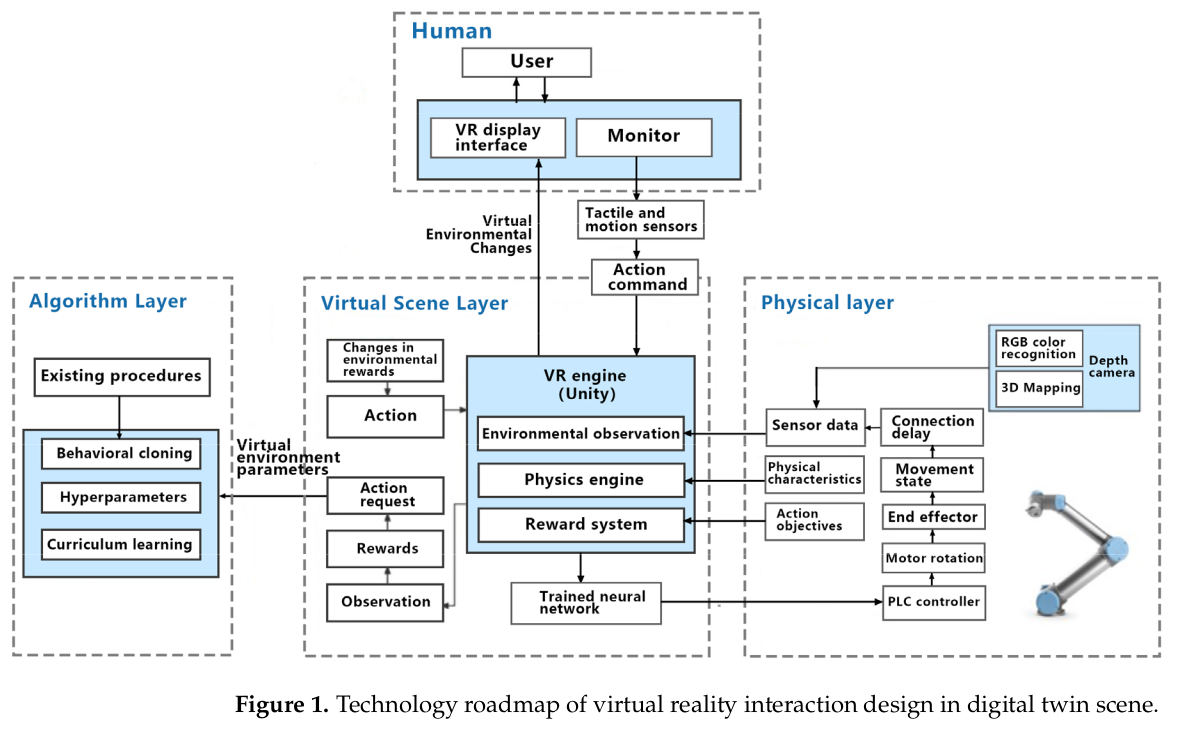 Human
User
VR display
interface
Monitor
Virtual
Environmental
Changes
Tactile and
motion sensors
Action
command
Algorithm Layer
Existing procedures
Behavioral cloning
Hyperparameters
Curriculum learning
Virtual
environment
parameters
Virtual Scene Layer
Changes in
environmental
rewards
Action
Action
request
Rewards
Observation
VR engine
(Unity)
Environmental observation
Physics engine
Reward system
Trained neural
network
Physical layer
RGB color
recognition
3D Mapping
Depth
camera
Sensor data
Connection
delay
Physical
characteristics
Movement
state
Action
objectives
End effector
Motor rotation
PLC controller
Figure 1. Technology roadmap of virtual reality interaction design in digital twin scene.